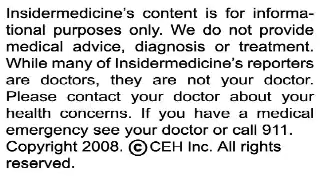 Insidermedicine's content is for informa-
tional purposes only. We do not provide
medical advice, diagnosis or treatment.
While many of Insidermedicine's reporters
are doctors, they are not your doctor.
Please contact your doctor about your
health concerns. If you have a medical
emergency see your doctor or call 911.
Copyright 2008. ©CEH Inc. All rights
reserved.